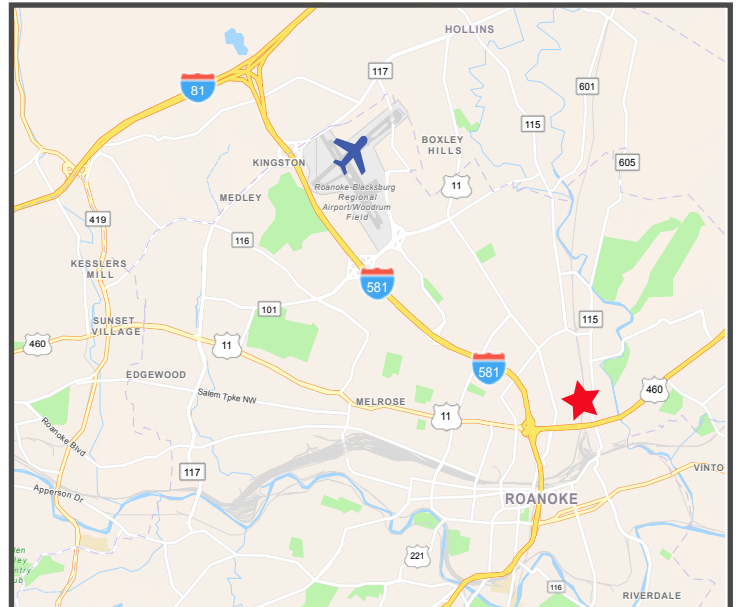 HOLLINS
117
81
601
115
BOXLEY
HILLS
605
KINGSTON
11
Roanoke-Blacksburg
Regional
Airport/Woodrum
Field
MEDLEY
419
116
KESSLERS
MILL
581
101
115
SUNSET
VILLAGE
460
11
581
EDGEWOOD
460
Salem Tpke NW
MELROSE
11
Roanoke Blvd
117
VINTO
Apperson Dr
ROANOKE
221
116
RIVERDALE